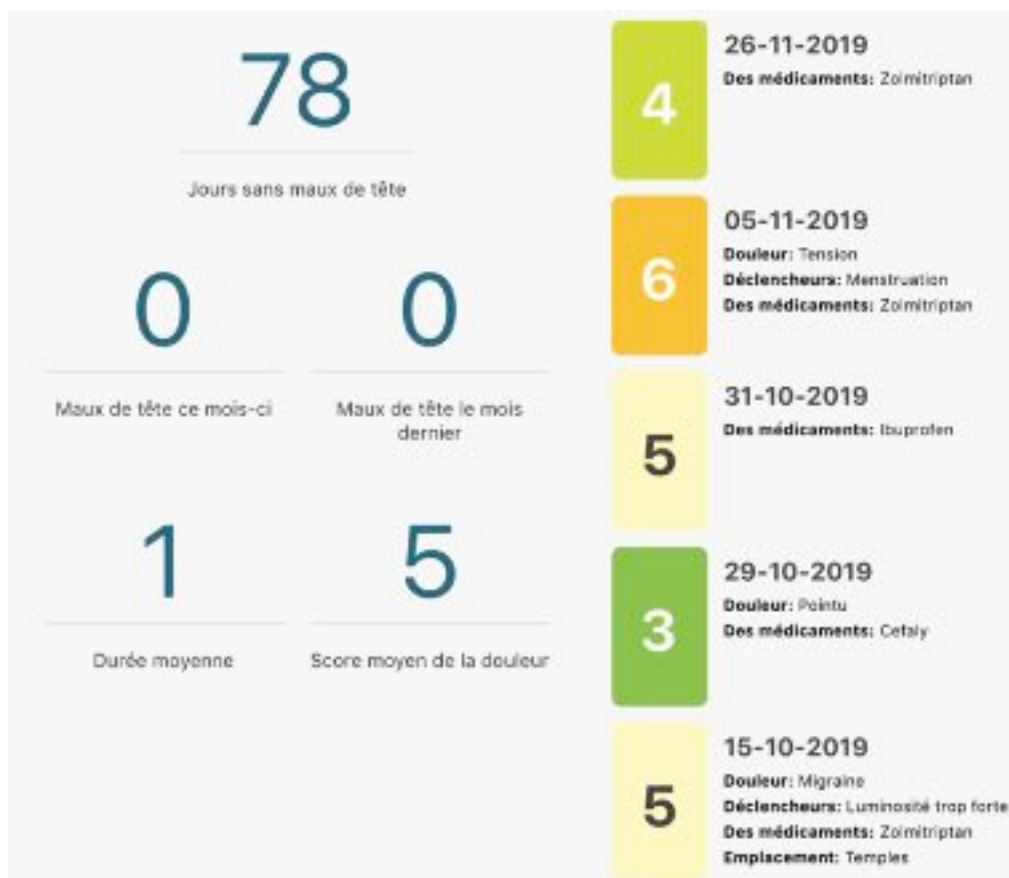 78
Jours sans maux de tête
0
0
Maux de tête ce mois-ci
Maux de tête le mois
dernier
1
5
Durée moyenne
Score moyen de la douleur
4
26-11-2019
Des médicaments: Zolmitriptan
6
05-11-2019
Douleur: Tension
Déclencheurs: Menstruation
Des médicaments: Zolmitriptan
5
31-10-2019
Des médicaments: Ibuprofen
3
29-10-2019
Douleur: Pointu
Des médicaments: Cefaly
5
15-10-2019
Douleur: Migraine
Déclencheurs: Luminosité trop forte
Des médicaments: Zolmitriptan
Emplacement: Temples